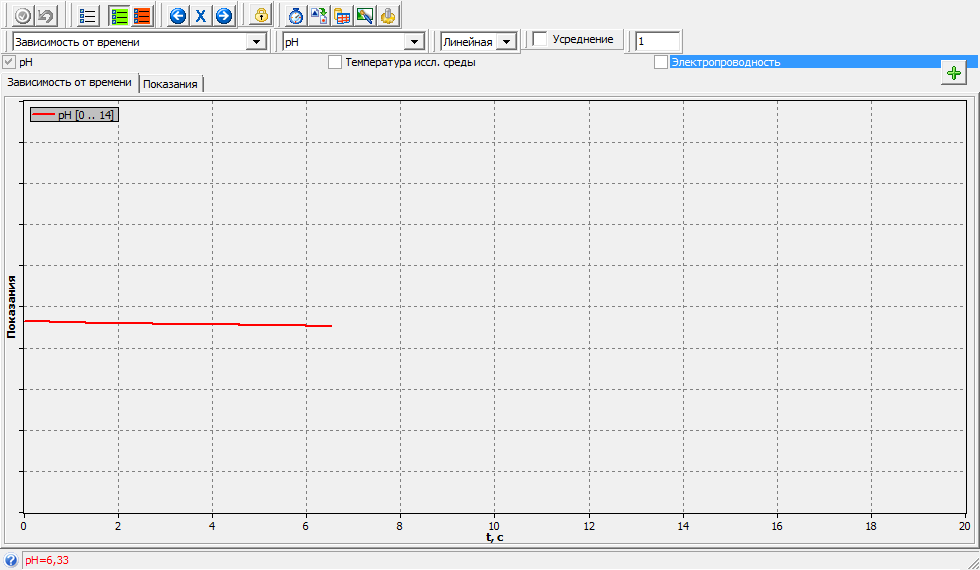 X
Зависимость от времени pH Линейная Усреднение 1
pH Температура иссл. среды Электропроводность
Зависимость от времени Показания
pH [0 .. 14]
Показания
0 2 4 6 8 10 12 14 16 18 20
t, c
pH=6,33